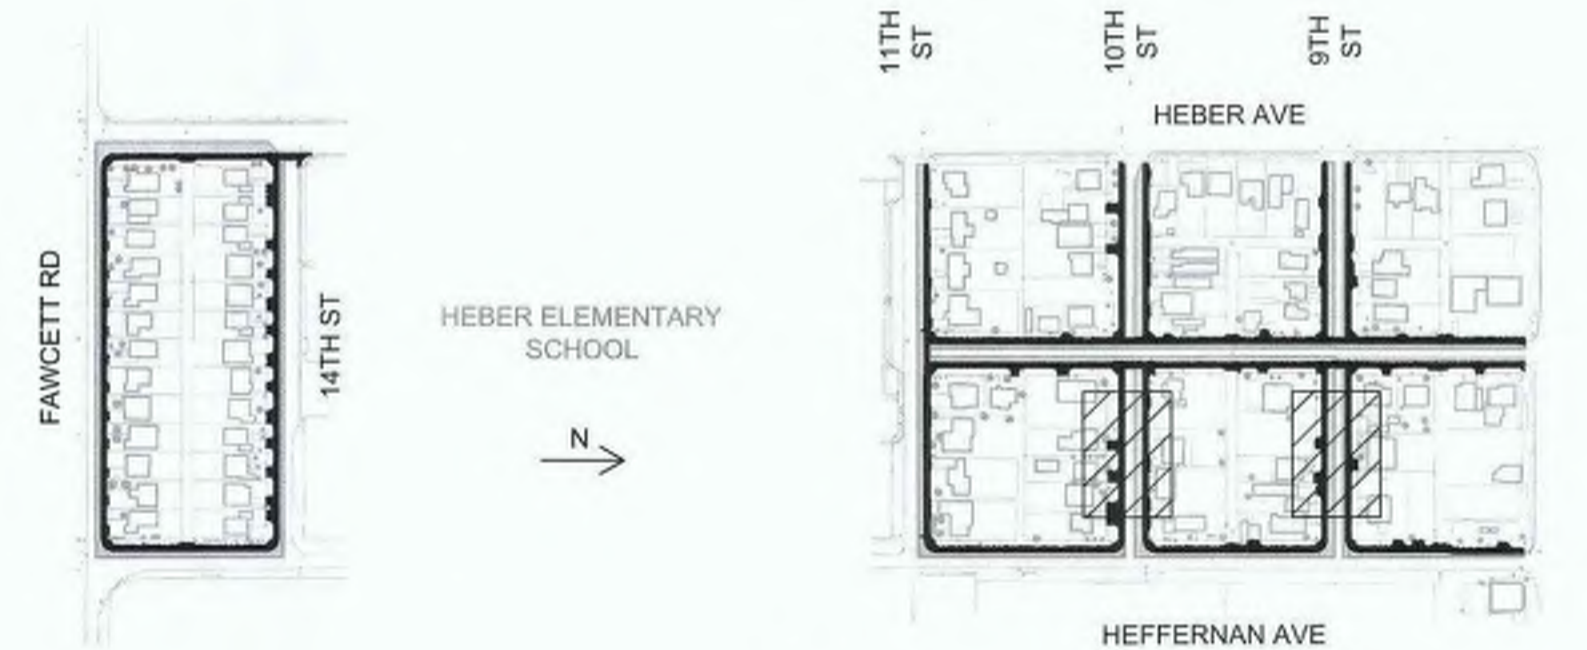 11TH
ST
10TH
ST
9TH
ST
HEBER AVE
FAWCETT RD
14TH ST
HEBER ELEMENTARY
SCHOOL
N
HEFFERNAN AVE